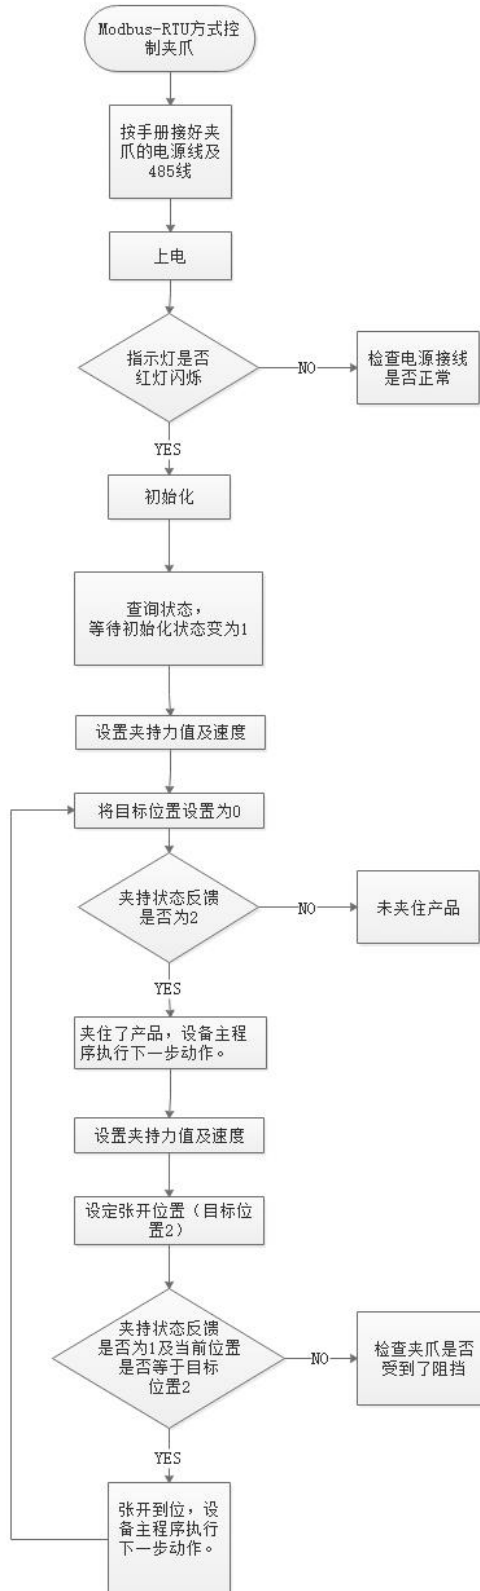 Modbus-RTU方式控
制夹爪
按手册接好夹
爪的电源线及
485线
上电
指示灯是否
红灯闪烁
NO
检查电源接线
是否正常
YES
初始化
查询状态，
等待初始化状态变为1
设置夹持力值及速度
将目标位置设置为0
夹持状态反馈
是否为2
NO
未夹住产品
YES
夹住了产品，设备主程
序执行下一步动作。
设置夹持力值及速度
设定张开位置（目标位
置2）
夹持状态反馈
是否为1及当前位置
是否等于目标
位置2
NO
检查夹爪是否
受到了阻挡
YES
张开到位，设
备主程序执行
下一步动作。